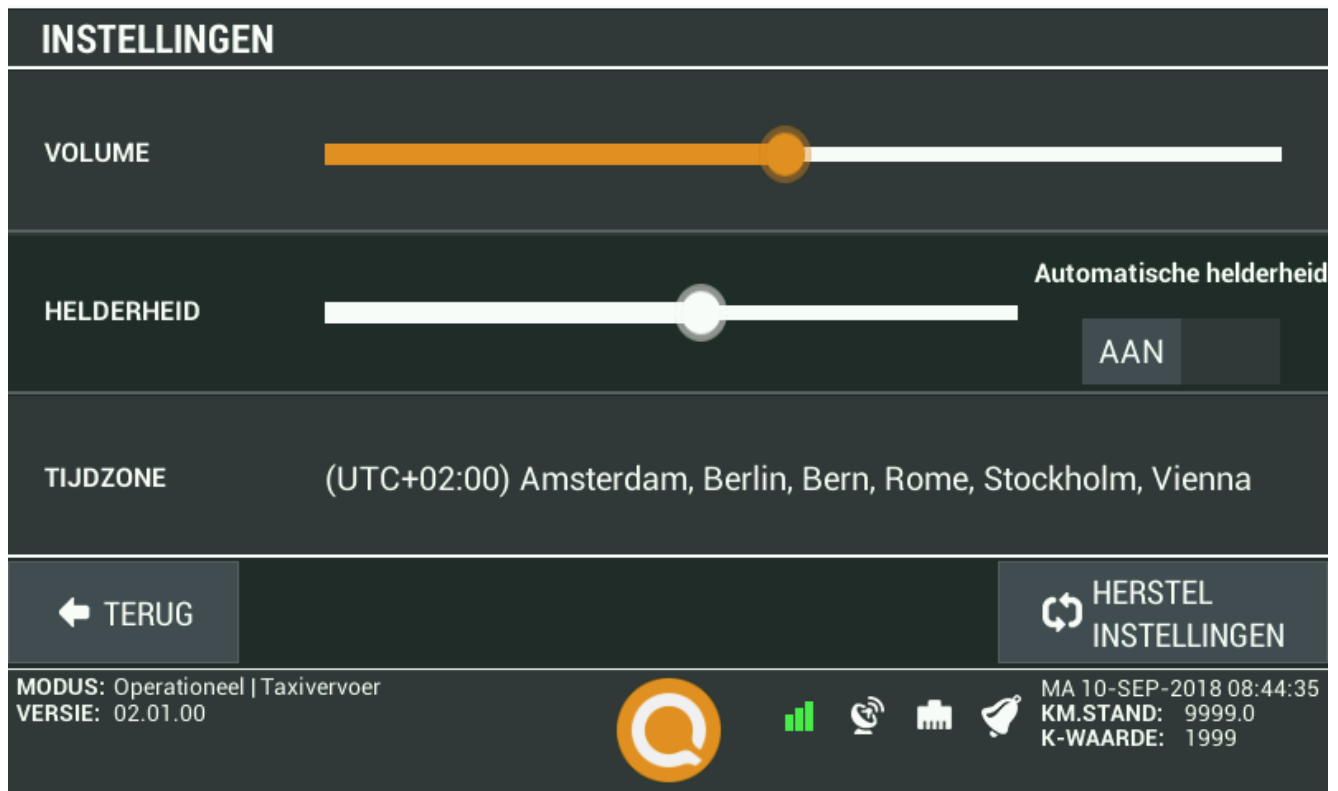 INSTELLINGEN
VOLUME
Automatische helderheid
HELDERHEID
AAN
TIJDZONE (UTC+02:00) Amsterdam, Berlin, Bern, Rome, Stockholm, Vienna
TERUG
HERSTEL
INSTELLINGEN
MODUS: Operationeel | Taxivervoer
VERSIE: 02.01.00
MA 10-SEP-2018 08:44:35
KM.STAND: 9999.0
K-WAARDE: 1999